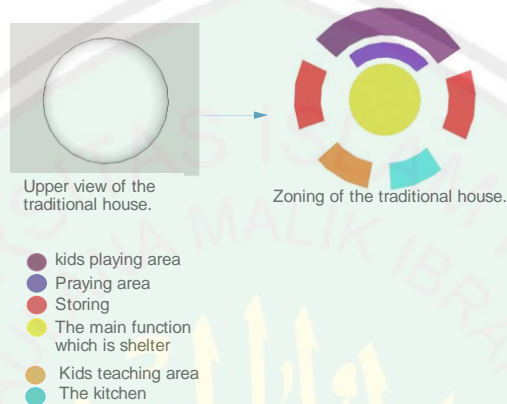 Upper view of the
traditional house.
Zoning of the traditional house.
kids playing area
Praying area
Storing
The main function
which is shelter
Kids teaching area
The kitchen